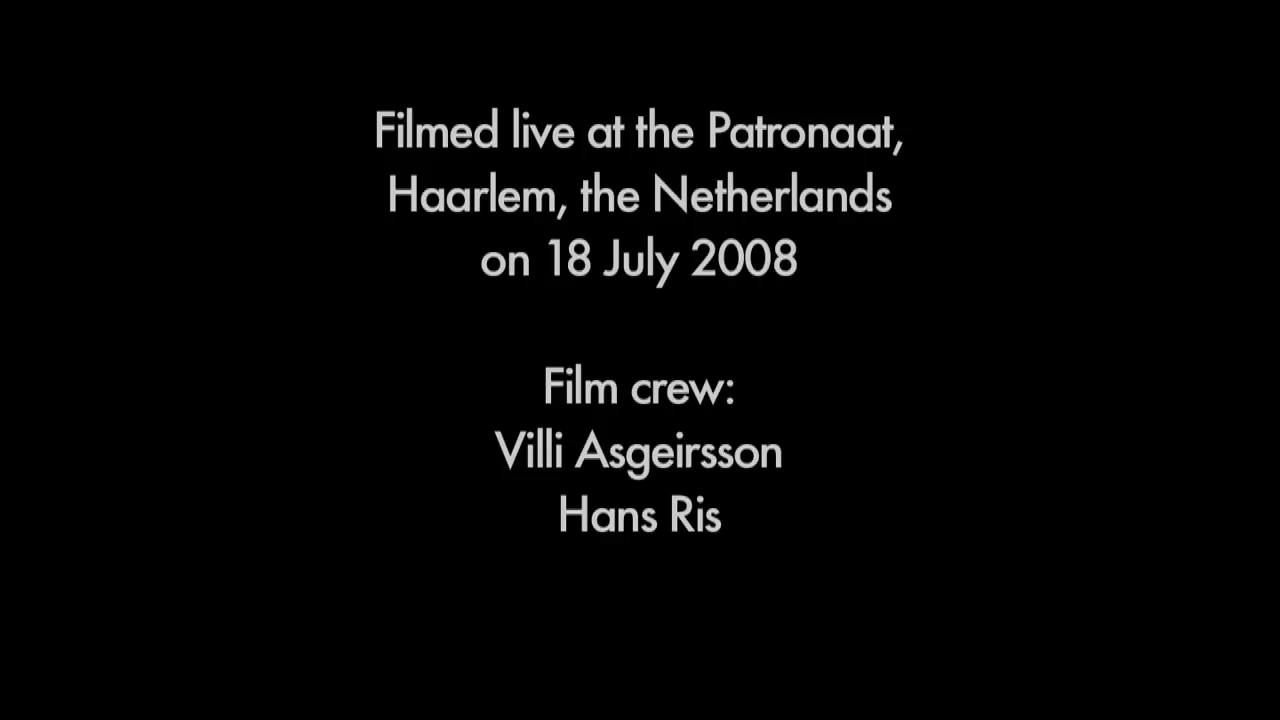 Filmed live at the Patronaat,
Haarlem, the Netherlands
on 18 July 2008
Film crew:
Villi Asgeirsson
Hans Ris